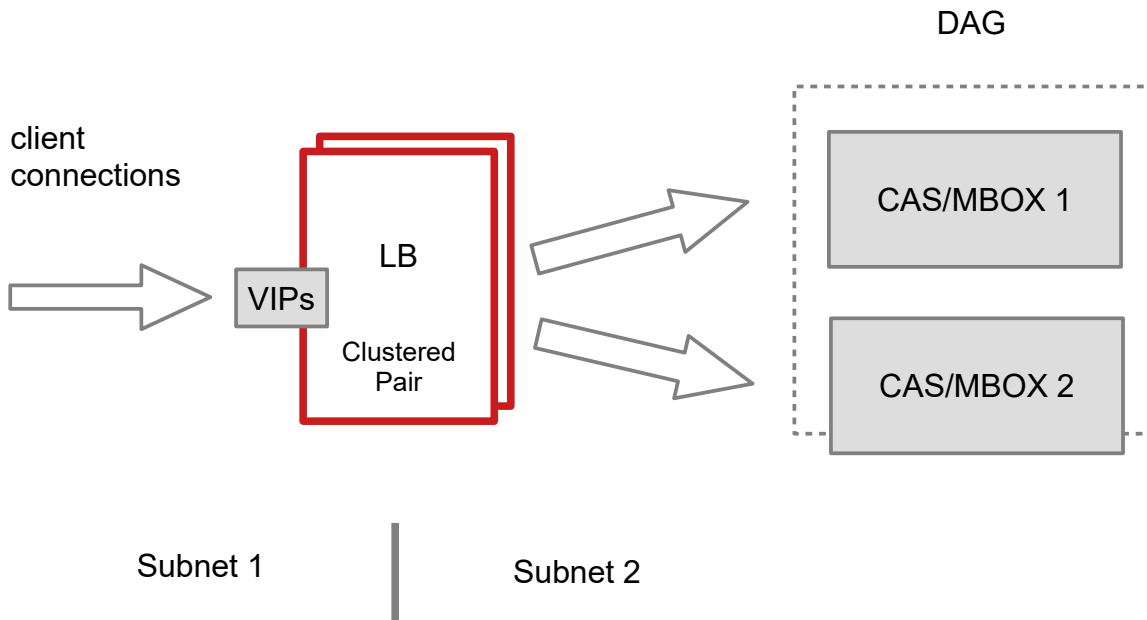 DAG
client
connections
CAS/MBOX 1
LB
VIPs
Clustered
Pair
CAS/MBOX 2
Subnet 1
Subnet 2